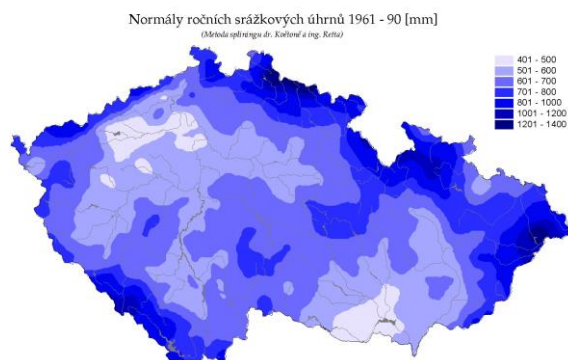 Normály ročních srážkových úhrnů 1961 - 90 [mm]
(Metoda spliningu dr. Květoně a ing. Retta)
401 - 500
501 - 600
601 - 700
701 - 800
801 - 1000
1001 - 1200
1201 - 1400